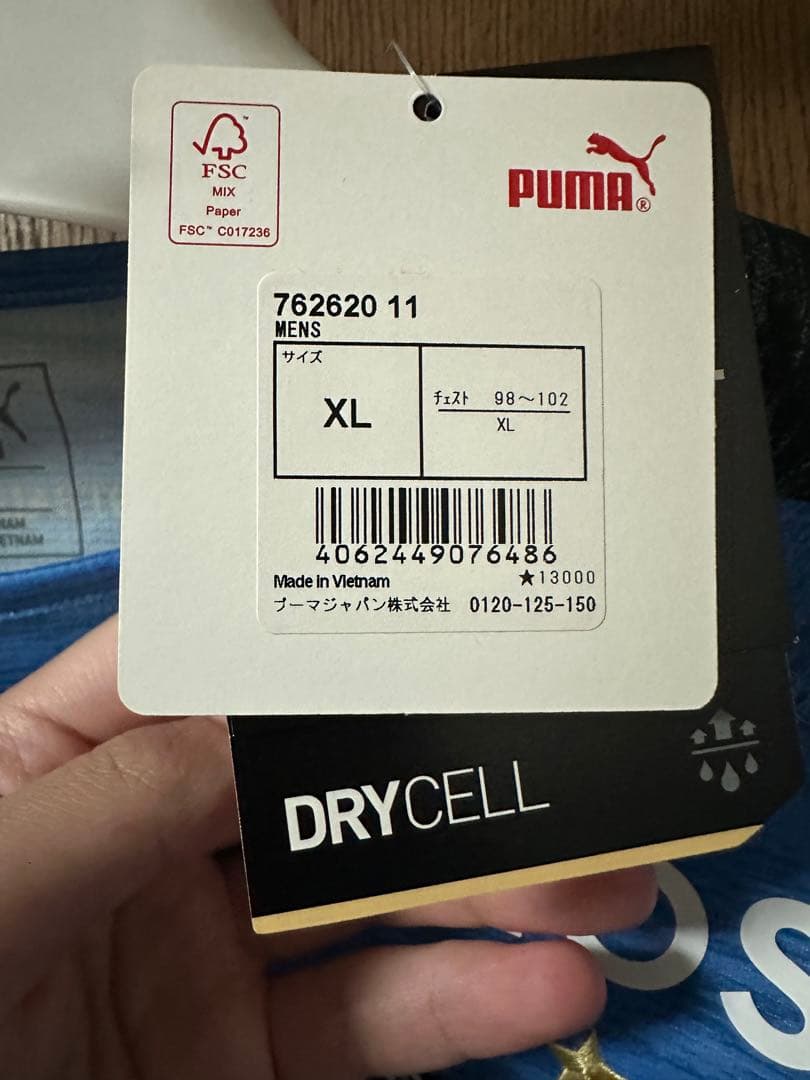 FSC™
MIX
Paper
FSC™ C017236
PUMA®
762620 11
MENS
サイズ
XL
チェスト 98～102
XL
4062449076486
Made in Vietnam
★13000
プーマジャパン株式会社 0120-125-150
DRYCELL
OS